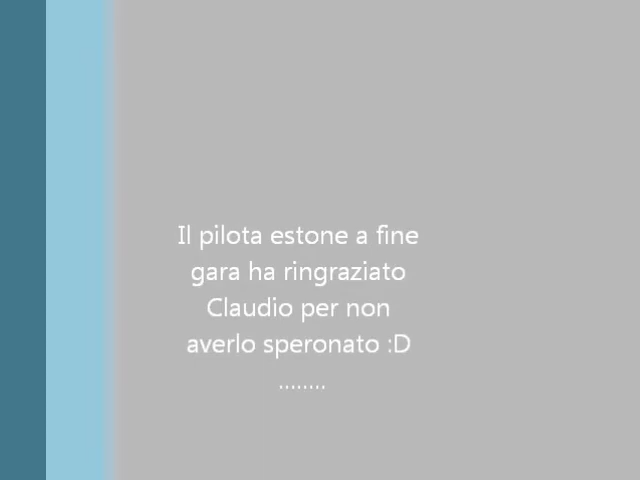 Il pilota estone a fine
gara ha ringraziato
Claudio per non
averlo speronato :D
........